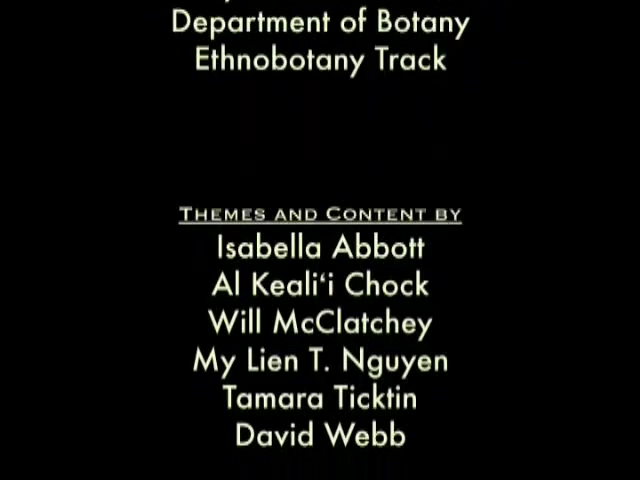 Department of Botany
Ethnobotany Track
THEMES AND CONTENT BY
Isabella Abbott
Al Kealiʻi Chock
Will McClatchey
My Lien T. Nguyen
Tamara Ticktin
David Webb